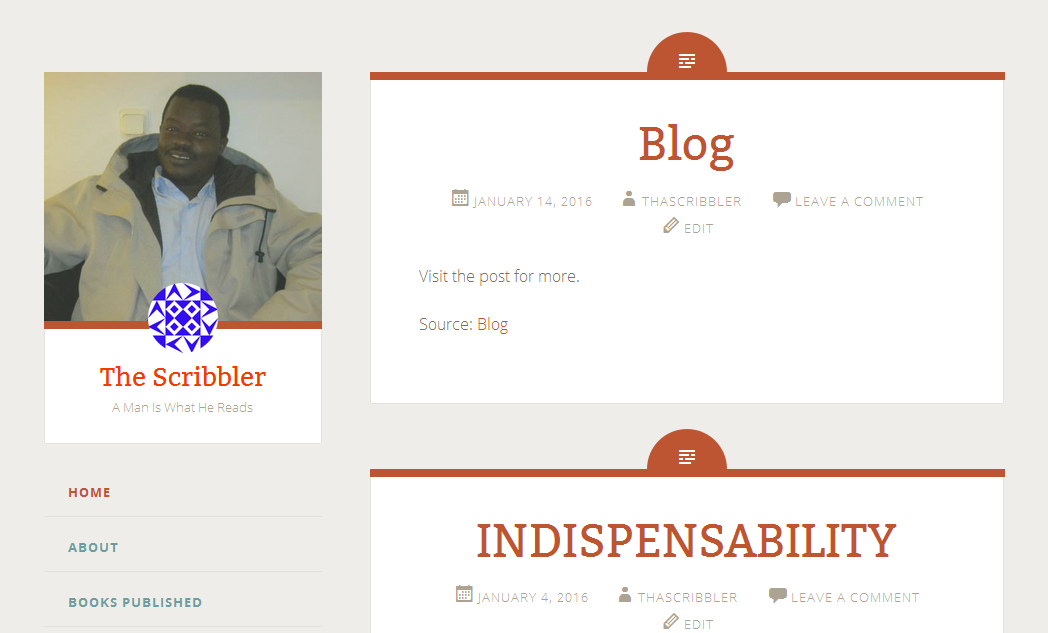 The Scribbler
A Man Is What He Reads
HOME
ABOUT
BOOKS PUBLISHED
Blog
JANUARY 14, 2016 THASCRIBBLER LEAVE A COMMENT
EDIT
Visit the post for more.
Source: Blog
INDISPENSABILITY
JANUARY 4, 2016 THASCRIBBLER LEAVE A COMMENT
EDIT